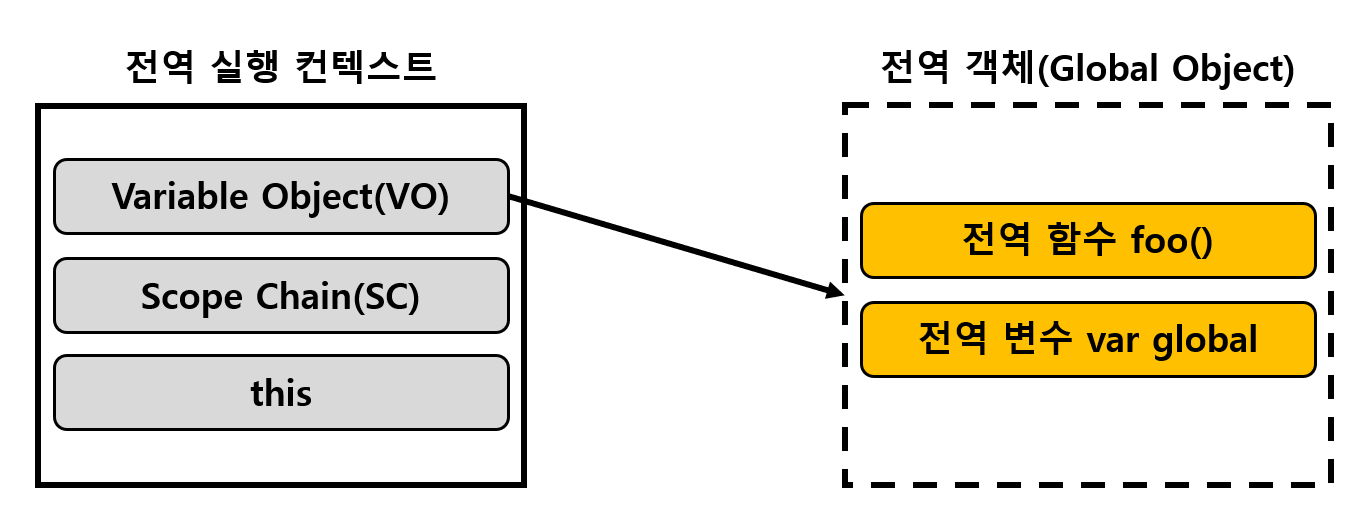 전역 실행 컨텍스트
Variable Object(VO)
Scope Chain(SC)
this
전역 객체(Global Object)
전역 함수 foo()
전역 변수 var global